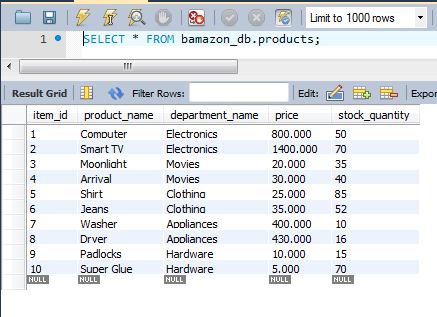 Limit to 1000 rows
1 SELECT * FROM bamazon_db.products;
Result Grid Filter Rows: Edit: Expor
item_id product_name department_name price stock_quantity
1 Computer Electronics 800.000 50
2 Smart TV Electronics 1400.000 70
3 Moonlight Movies 20.000 35
4 Arrival Movies 30.000 40
5 Shirt Clothing 25.000 85
6 Jeans Clothing 35.000 52
7 Washer Appliances 400.000 10
8 Dryer Appliances 430.000 16
9 Padlocks Hardware 10.000 15
10 Super Glue Hardware 5.000 70
NULL NULL NULL NULL NULL